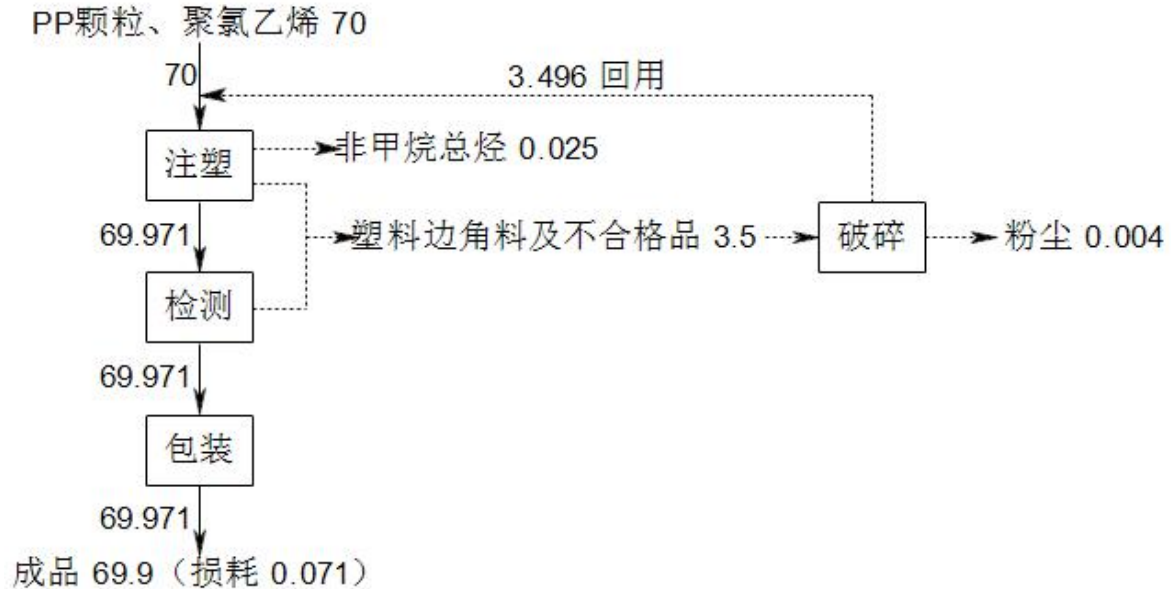 PP颗粒、聚氯乙烯 70
70
3.496 回用
注塑
非甲烷总烃 0.025
69.971
塑料边角料及不合格品 3.5
破碎
粉尘 0.004
检测
69.971
包装
69.971
成品 69.9（损耗 0.071）